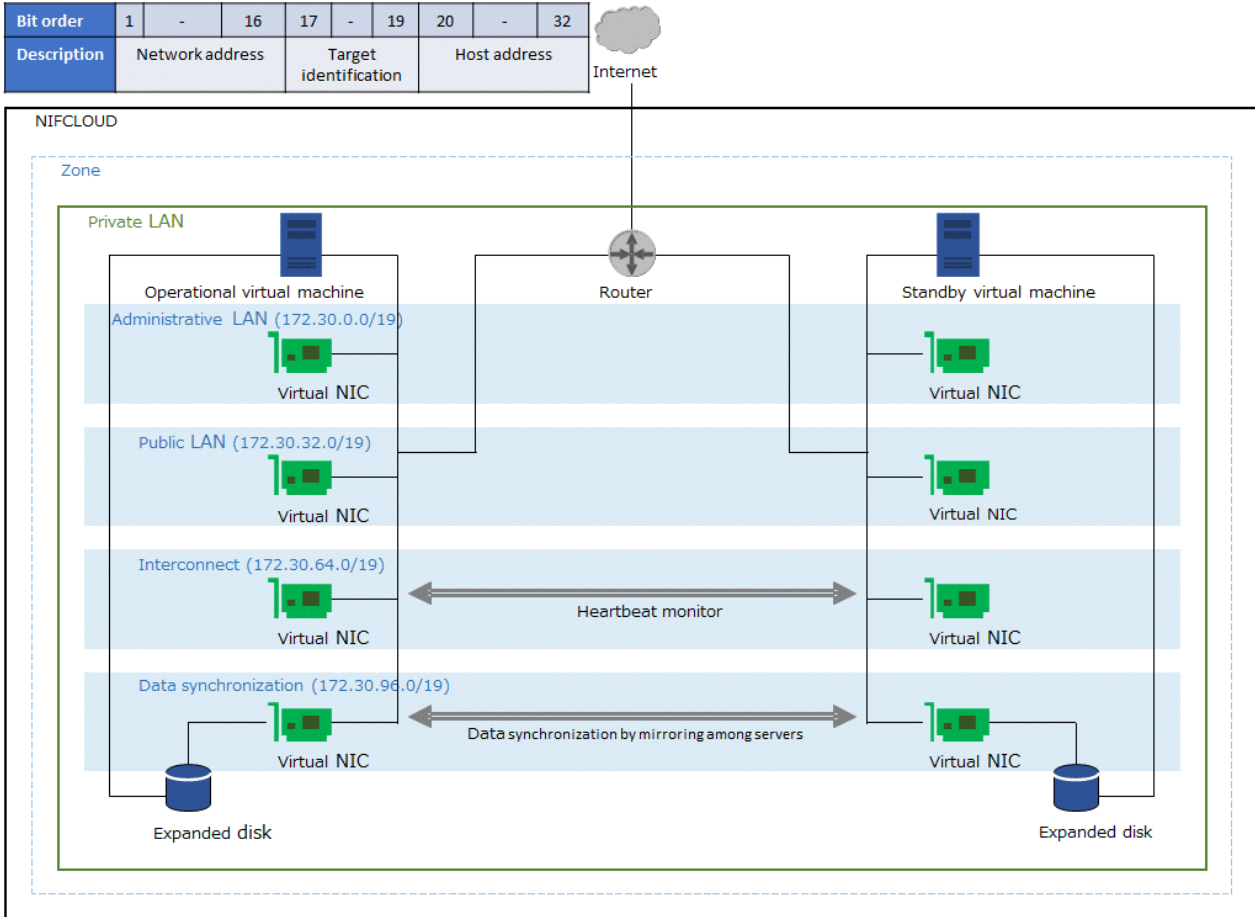 Bit order 1 - 16 17 - 19 20 - 32
Description Network address Target identification Host address
Internet
NIFCLOUD
Zone
Private LAN
Operational virtual machine
Router
Standby virtual machine
Administrative LAN (172.30.0.0/19)
Virtual NIC
Virtual NIC
Public LAN (172.30.32.0/19)
Virtual NIC
Virtual NIC
Interconnect (172.30.64.0/19)
Heartbeat monitor
Virtual NIC
Virtual NIC
Data synchronization (172.30.96.0/19)
Data synchronization by mirroring among servers
Virtual NIC
Virtual NIC
Expanded disk
Expanded disk